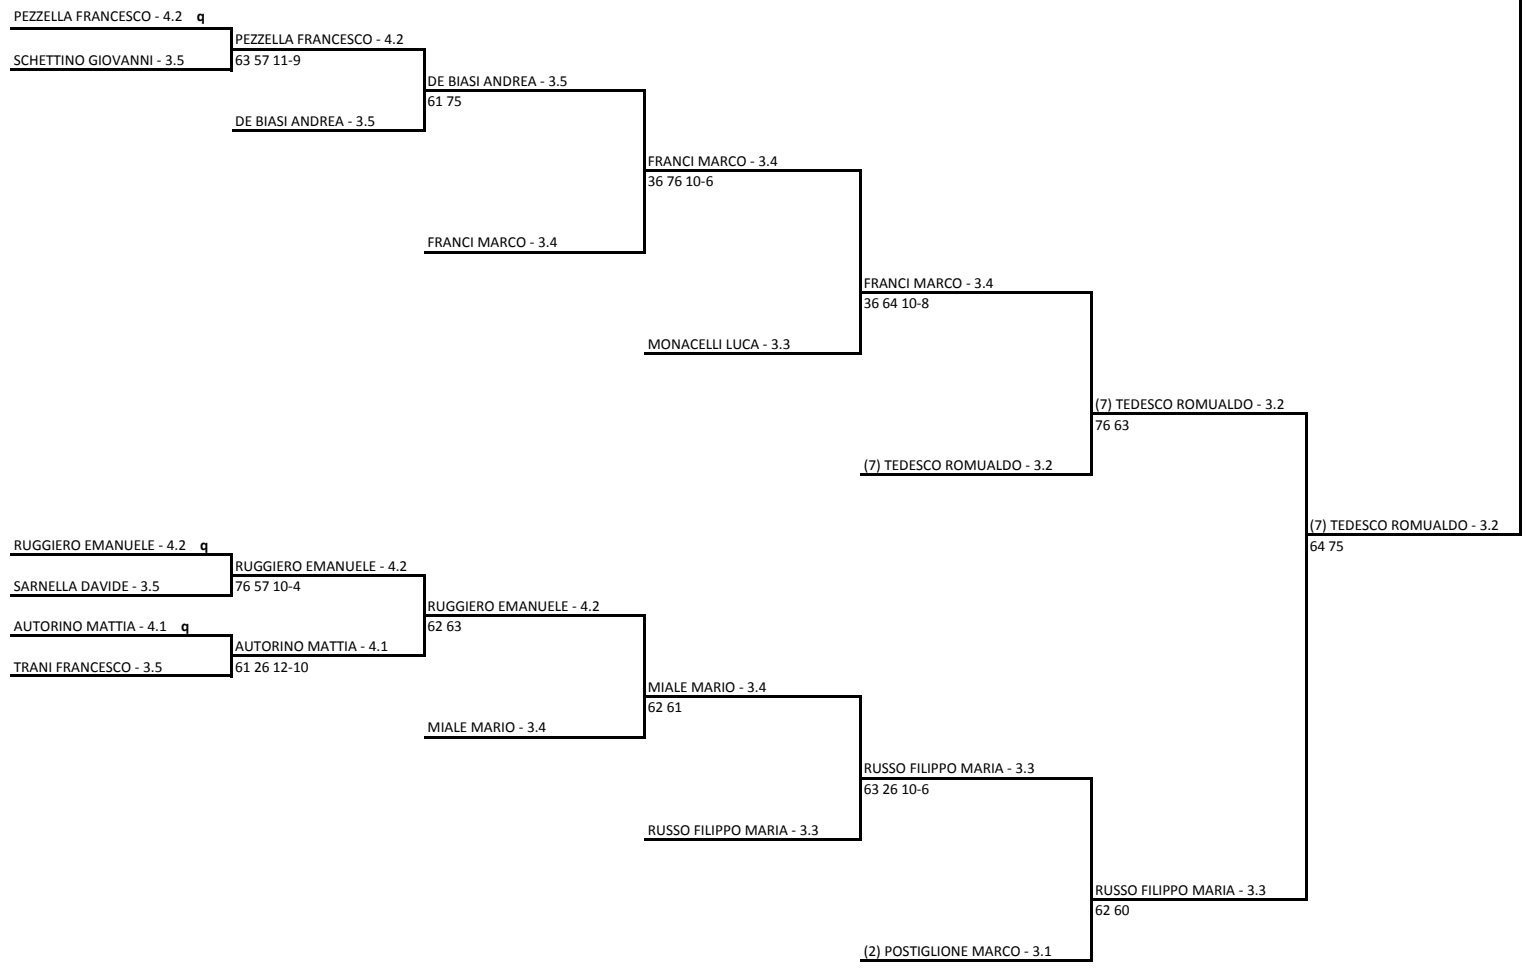 PEZZELLA FRANCESCO - 4.2 q
PEZZELLA FRANCESCO - 4.2
SCHETTINO GIOVANNI - 3.5
63 57 11-9
DE BIASI ANDREA - 3.5
61 75
DE BIASI ANDREA - 3.5
FRANCI MARCO - 3.4
36 76 10-6
FRANCI MARCO - 3.4
FRANCI MARCO - 3.4
36 64 10-8
MONACELLI LUCA - 3.3
(7) TEDESCO ROMUALDO - 3.2
76 63
(7) TEDESCO ROMUALDO - 3.2
(7) TEDESCO ROMUALDO - 3.2
64 75
RUGGIERO EMANUELE - 4.2 q
RUGGIERO EMANUELE - 4.2
SARNELLA DAVIDE - 3.5
76 57 10-4
RUGGIERO EMANUELE - 4.2
62 63
AUTORINO MATTIA - 4.1 q
AUTORINO MATTIA - 4.1
TRANI FRANCESCO - 3.5
61 26 12-10
MIALE MARIO - 3.4
62 61
MIALE MARIO - 3.4
RUSSO FILIPPO MARIA - 3.3
63 26 10-6
RUSSO FILIPPO MARIA - 3.3
RUSSO FILIPPO MARIA - 3.3
62 60
(2) POSTIGLIONE MARCO - 3.1